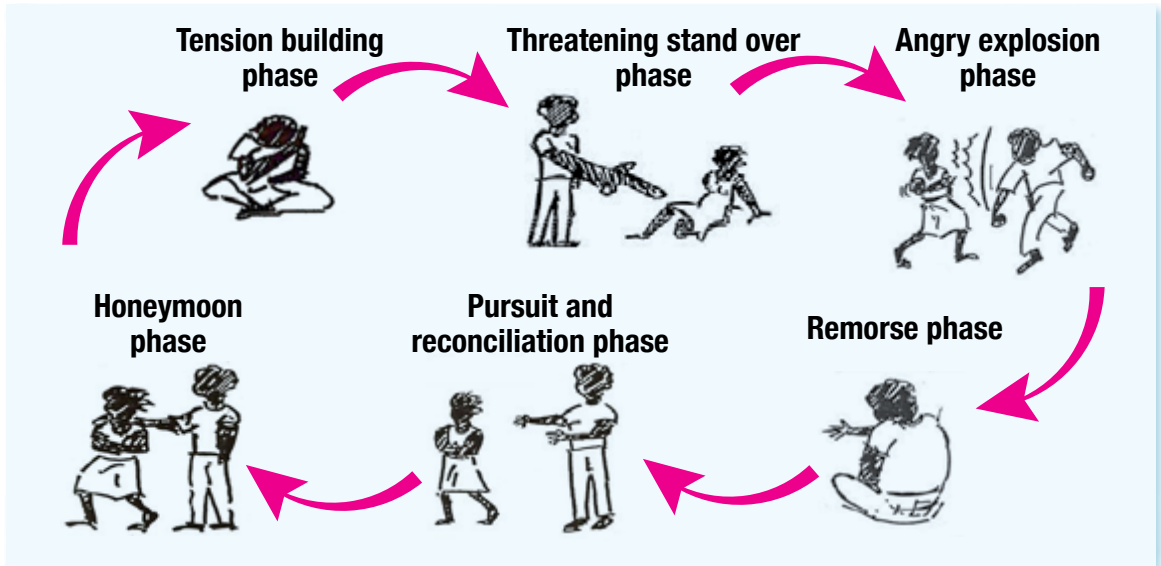 Tension building
phase
Threatening stand over
phase
Angry explosion
phase
Honeymoon
phase
Pursuit and
reconciliation phase
Remorse phase